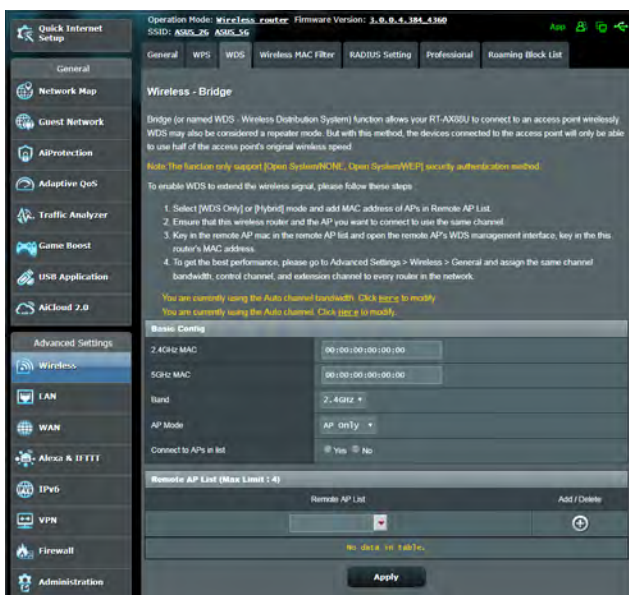 Quick Internet
Setup
Operation Mode: Wireless router Firmware Version: 3.0.0.4.384_4360
SSID: ASUS_2G ASUS_5G
App
General
WPS
WDS
Wireless MAC Filter
RADIUS Setting
Professional
Roaming Block List
General
Network Map
Guest Network
AiProtection
Adaptive QoS
Traffic Analyzer
Game Boost
USB Application
AiCloud 2.0
Advanced Settings
Wireless
LAN
WAN
Alexa & IFTTT
IPv6
VPN
Firewall
Administration
Wireless - Bridge
Bridge (or named WDS - Wireless Distribution System) function allows your RT-AX88U to connect to an access point wirelessly
WDS may also be considered a repeater mode. But with this method, the devices connected to the access point will only be able
to use half of the access point's original wireless speed
Note:The function only support [Open System/NONE, Open System/WEP] security authentication method.
To enable WDS to extend the wireless signal, please follow these steps
1. Select [WDS Only] or [Hybrid] mode and add MAC address of APs in Remote AP List.
2. Ensure that this wireless router and the AP you want to connect to use the same channel.
3. Key in the remote AP mac in the remote AP list and open the remote AP's WDS management interface, key in the this
router's MAC address.
4. To get the best performance, please go to Advanced Settings > Wireless > General and assign the same channel
bandwidth, control channel, and extension channel to every router in the network.
You are currently using the Auto channel bandwidth. Click here to modify
You are currently using the Auto channel. Click here to modify.
Basic Config
2.4GHz MAC
00:00:00:00:00:00
5GHz MAC
00:00:00:00:00:00
Band
2.4GHz
AP Mode
AP Only
Connect to APs in list
Yes No
Remote AP List (Max Limit : 4)
Remote AP List
Add / Delete
No data in table.
Apply